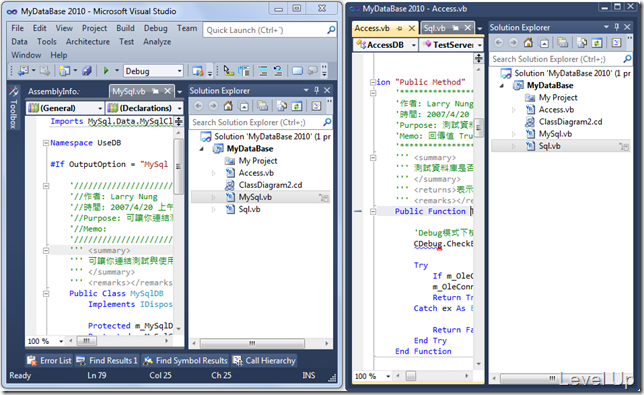 MyDataBase 2010 - Microsoft Visual Studio
File Edit View Project Build Debug Team
Quick Launch (Ctrl+`)
Data Tools Architecture Test Analyze
Window Help
Debug
Toolbox
AssemblyInfo.
MySql.vb
(General)
(Declarations)
Imports MySql.Data.MySqlCl
Namespace UseDB
#If OutputOption = "MySql
'//作者: Larry Nung
'//時間: 2007/4/20 上午
'//Purpose: 可讓你連結測
'//Memo:
''' <summary>
''' 可讓你連結測試與使用
''' </summary>
''' <remarks></remarks
Public Class MySqlDB
Implements IDispos
Protected m_MySqlD
100 %
Solution Explorer
Search Solution Explorer (Ctrl+;)
Solution 'MyDataBase 2010' (1 pr
MyDataBase
My Project
Access.vb
ClassDiagram2.cd
MySql.vb
Sql.vb
Error List
Find Results 1
Find Symbol Results
Call Hierarchy
Ready
Ln 79
Col 25
Ch 25
INS
MyDataBase 2010 - Access.vb
Access.vb
Sql.vb
AccessDB
TestServer
ion "Public Method"
'作者: Larry Nung
'時間: 2007/4/20
'Purpose: 測試資料
'Memo: 回傳值 Tru
''' <summary>
''' 測試資料庫是否
''' </summary>
''' <returns>表示
''' <remarks></re
Public Function
'Debug模式下檢
CDebug.CheckE
Try
If m_OleC
m_OleConn
Return Tr
Catch ex As E
Return Fa
End Try
End Function
100 %
Solution Explorer
Search Solution Explorer (Ctrl+;)
Solution 'MyDataBase 2010' (1 pr
MyDataBase
My Project
Access.vb
ClassDiagram2.cd
MySql.vb
Sql.vb
Level Up